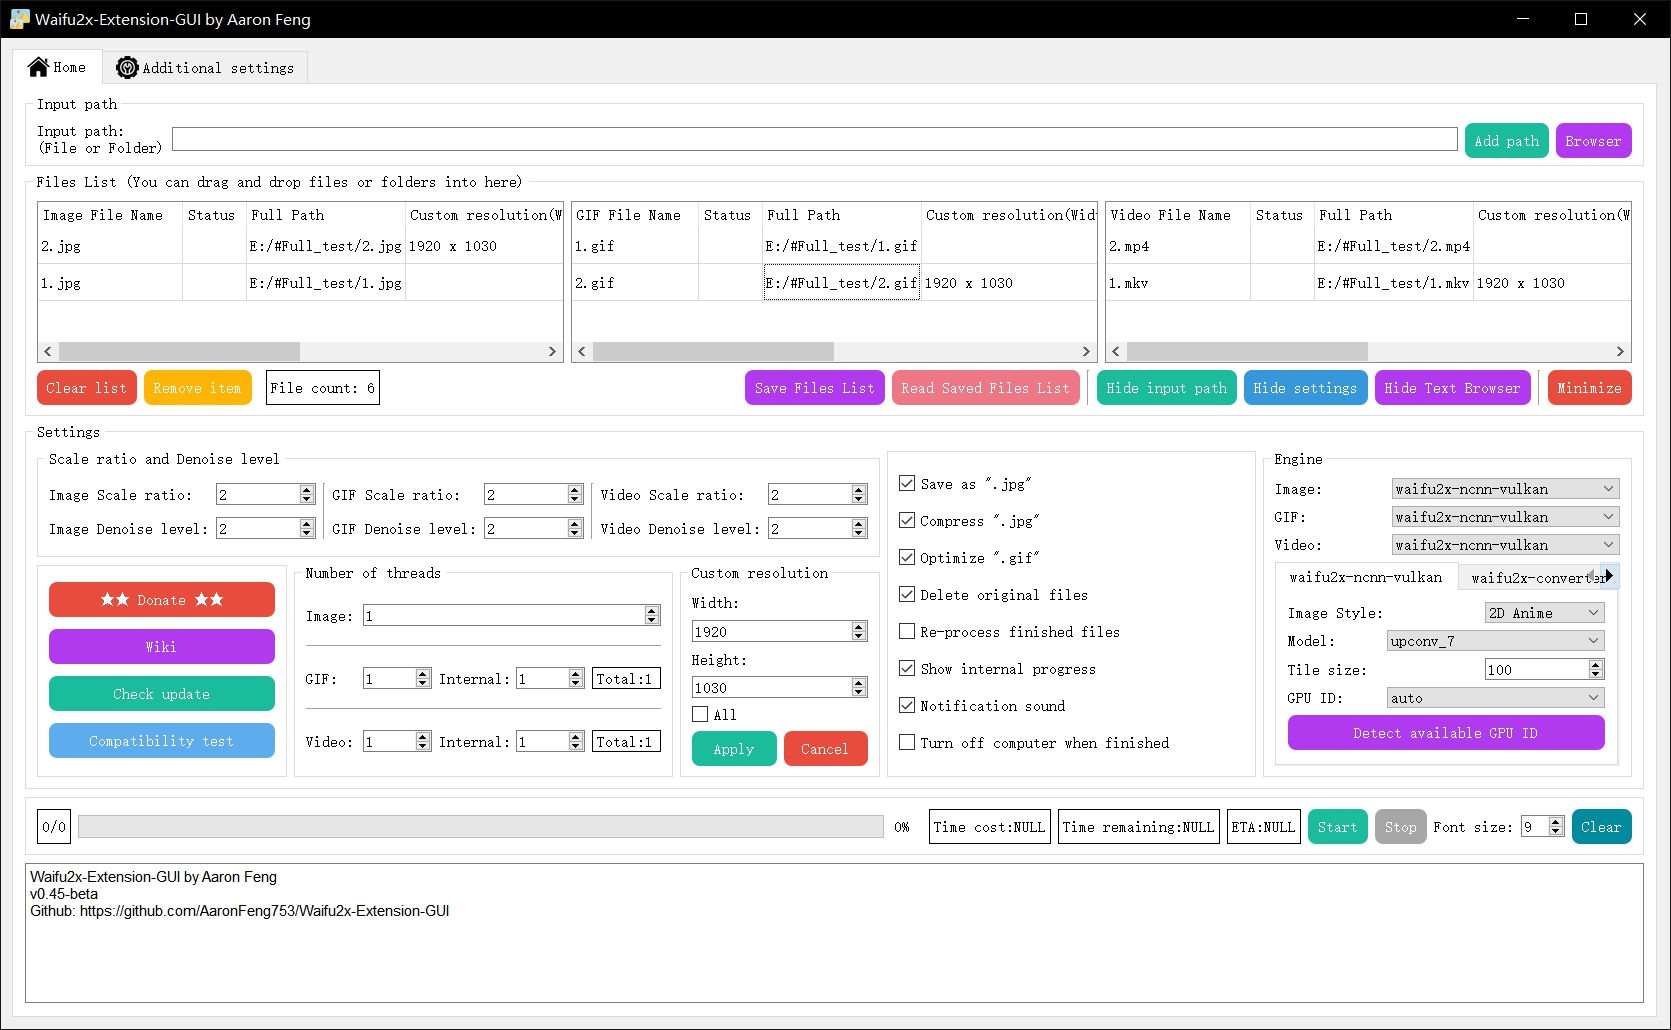 Waifu2x-Extension-GUI by Aaron Feng
Home
Additional settings
Input path
Input path:
(File or Folder)
Add path
Browser
Files List (You can drag and drop files or folders into here)
Image File Name Status Full Path Custom resolution(W
2.jpg E:/#Full_test/2.jpg 1920 x 1030
1.jpg E:/#Full_test/1.jpg
GIF File Name Status Full Path Custom resolution(Wid
1.gif E:/#Full_test/1.gif
2.gif E:/#Full_test/2.gif 1920 x 1030
Video File Name Status Full Path Custom resolution(W
2.mp4 E:/#Full_test/2.mp4
1.mkv E:/#Full_test/1.mkv 1920 x 1030
Clear list
Remove item
File count: 6
Save Files List
Read Saved Files List
Hide input path
Hide settings
Hide Text Browser
Minimize
Settings
Scale ratio and Denoise level
Image Scale ratio: 2
GIF Scale ratio: 2
Video Scale ratio: 2
Image Denoise level: 2
GIF Denoise level: 2
Video Denoise level: 2
★★ Donate ★★
Wiki
Check update
Compatibility test
Number of threads
Image: 1
GIF: 1 Internal: 1 Total:1
Video: 1 Internal: 1 Total:1
Custom resolution
Width:
1920
Height:
1030
All
Apply
Cancel
Save as ".jpg"
Compress ".jpg"
Optimize ".gif"
Delete original files
Re-process finished files
Show internal progress
Notification sound
Turn off computer when finished
Engine
Image: waifu2x-ncnn-vulkan
GIF: waifu2x-ncnn-vulkan
Video: waifu2x-ncnn-vulkan
waifu2x-ncnn-vulkan
waifu2x-converter
Image Style: 2D Anime
Model: upconv_7
Tile size: 100
GPU ID: auto
Detect available GPU ID
0/0
0%
Time cost:NULL
Time remaining:NULL
ETA:NULL
Start
Stop
Font size: 9
Clear
Waifu2x-Extension-GUI by Aaron Feng
v0.45-beta
Github: https://github.com/AaronFeng753/Waifu2x-Extension-GUI